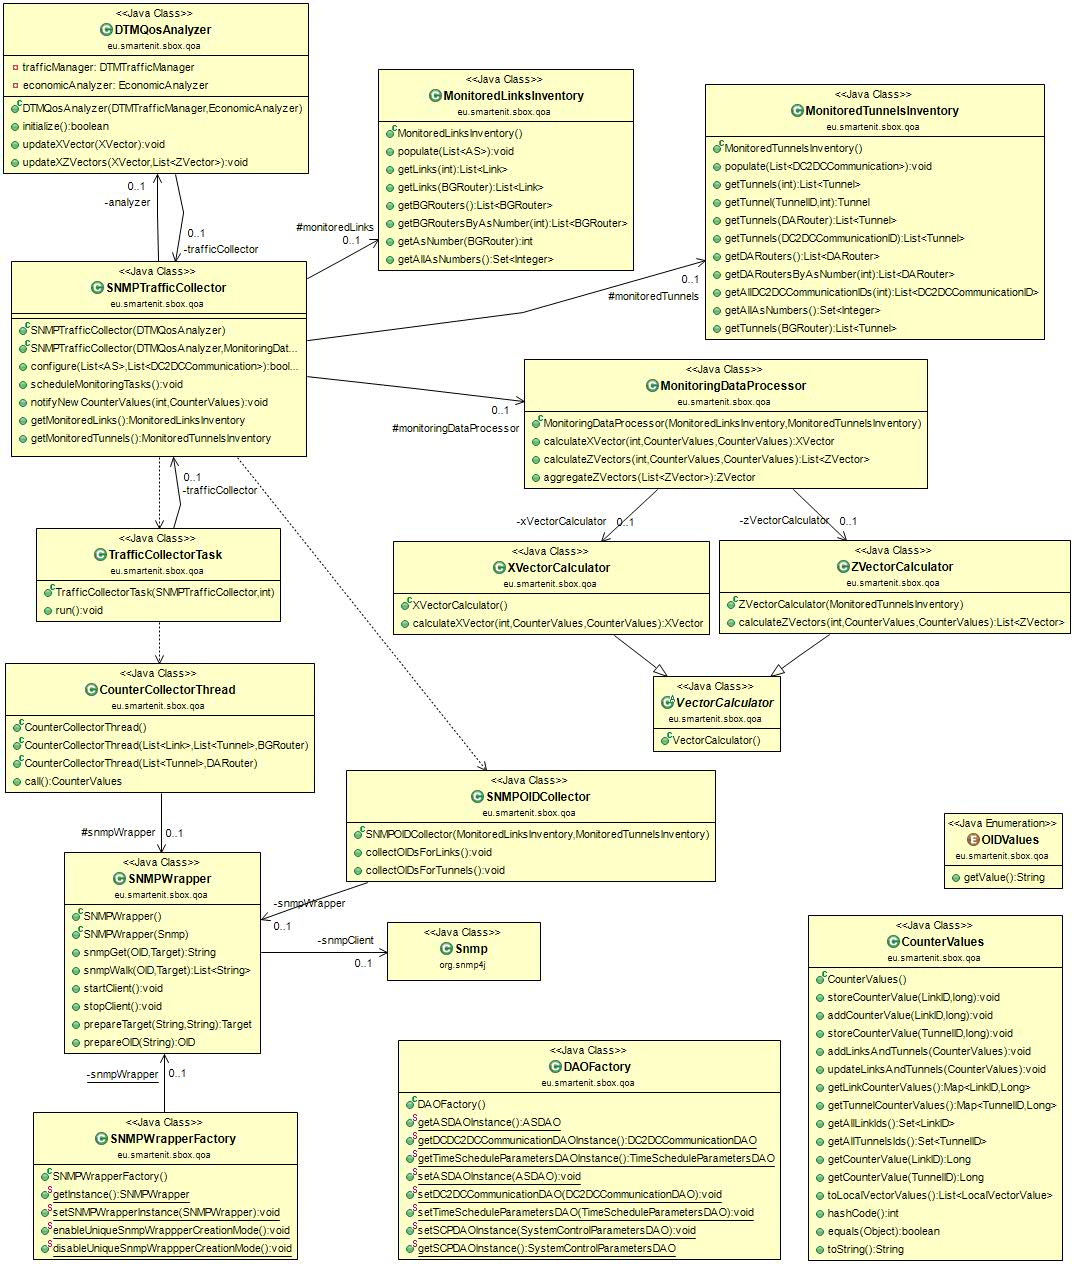 <<Java Class>>
DTMQosAnalyzer
eu.smartenit.sbox.qoa
trafficManager: DTMTrafficManager
economicAnalyzer: EconomicAnalyzer
DTMQosAnalyzer(DTMTrafficManager,EconomicAnalyzer)
initialize():boolean
updateXVector(XVector):void
updateXZVectors(XVector,List<ZVector>):void
0..1
-analyzer
0..1
-trafficCollector
<<Java Class>>
MonitoredLinksInventory
eu.smartenit.sbox.qoa
MonitoredLinksInventory()
populate(List<AS>):void
getLinks(int):List<Link>
getLinks(BGRouter):List<Link>
getBGRouters():List<BGRouter>
getBGRoutersByAsNumber(int):List<BGRouter>
getAsNumber(BGRouter):int
getAllAsNumbers():Set<Integer>
#monitoredLinks
0..1
<<Java Class>>
MonitoredTunnelsInventory
eu.smartenit.sbox.qoa
MonitoredTunnelsInventory()
populate(List<DC2DCCommunication>):void
getTunnels(int):List<Tunnel>
getTunnel(TunnelID,int):Tunnel
getTunnels(DARouter):List<Tunnel>
getTunnels(DC2DCCommunicationID):List<Tunnel>
getDARouters():List<DARouter>
getDARoutersByAsNumber(int):List<DARouter>
getAllDC2DCCommunicationIDs(int):List<DC2DCCommunicationID>
getAllAsNumbers():Set<Integer>
getTunnels(BGRouter):List<Tunnel>
0..1
#monitoredTunnels
<<Java Class>>
SNMPTrafficCollector
eu.smartenit.sbox.qoa
SNMPTrafficCollector(DTMQosAnalyzer)
SNMPTrafficCollector(DTMQosAnalyzer,MonitoringDat...
configure(List<AS>,List<DC2DCCommunication>):bool...
scheduleMonitoringTasks():void
notifyNewCounterValues(int,CounterValues):void
getMonitoredLinks():MonitoredLinksInventory
getMonitoredTunnels():MonitoredTunnelsInventory
0..1
#monitoringDataProcessor
<<Java Class>>
MonitoringDataProcessor
eu.smartenit.sbox.qoa
MonitoringDataProcessor(MonitoredLinksInventory,MonitoredTunnelsInventory)
calculateXVector(int,CounterValues,CounterValues):XVector
calculateZVectors(int,CounterValues,CounterValues):List<ZVector>
aggregateZVectors(List<ZVector>):ZVector
0..1
-trafficCollector
-xVectorCalculator
0..1
-zVectorCalculator
0..1
<<Java Class>>
TrafficCollectorTask
eu.smartenit.sbox.qoa
TrafficCollectorTask(SNMPTrafficCollector,int)
run():void
<<Java Class>>
XVectorCalculator
eu.smartenit.sbox.qoa
XVectorCalculator()
calculateXVector(int,CounterValues,CounterValues):XVector
<<Java Class>>
ZVectorCalculator
eu.smartenit.sbox.qoa
ZVectorCalculator(MonitoredTunnelsInventory)
calculateZVectors(int,CounterValues,CounterValues):List<ZVector>
<<Java Class>>
CounterCollectorThread
eu.smartenit.sbox.qoa
CounterCollectorThread()
CounterCollectorThread(List<Link>,List<Tunnel>,BGRouter)
CounterCollectorThread(List<Tunnel>,DARouter)
call():CounterValues
<<Java Class>>
VectorCalculator
eu.smartenit.sbox.qoa
VectorCalculator()
#snmpWrapper
0..1
<<Java Class>>
SNMPOIDCollector
eu.smartenit.sbox.qoa
SNMPOIDCollector(MonitoredLinksInventory,MonitoredTunnelsInventory)
collectOIDsForLinks():void
collectOIDsForTunnels():void
<<Java Enumeration>>
OIDValues
eu.smartenit.sbox.qoa
getValue():String
<<Java Class>>
SNMPWrapper
eu.smartenit.sbox.qoa
SNMPWrapper()
SNMPWrapper(Snmp)
snmpGet(OID,Target):String
snmpWalk(OID,Target):List<String>
startClient():void
stopClient():void
prepareTarget(String,String):Target
prepareOID(String):OID
-snmpWrapper
0..1
-snmpClient
0..1
<<Java Class>>
Snmp
org.snmp4j
<<Java Class>>
CounterValues
eu.smartenit.sbox.qoa
CounterValues()
storeCounterValue(LinkID,long):void
addCounterValue(LinkID,long):void
storeCounterValue(TunnelID,long):void
addLinksAndTunnels(CounterValues):void
updateLinksAndTunnels(CounterValues):void
getLinkCounterValues():Map<LinkID,Long>
getTunnelCounterValues():Map<TunnelID,Long>
getAllLinkIds():Set<LinkID>
getAllTunnelsIds():Set<TunnelID>
getCounterValue(LinkID):Long
getCounterValue(TunnelID):Long
toLocalVectorValues():List<LocalVectorValue>
hashCode():int
equals(Object):boolean
toString():String
-snmpWrapper
0..1
<<Java Class>>
SNMPWrapperFactory
eu.smartenit.sbox.qoa
SNMPWrapperFactory()
getInstance():SNMPWrapper
setSNMPWrapperInstance(SNMPWrapper):void
enableUniqueSnmpWrappperCreationMode():void
disableUniqueSnmpWrappperCreationMode():void
<<Java Class>>
DAOFactory
eu.smartenit.sbox.qoa
DAOFactory()
getASDAOInstance():ASDAO
getDCDC2DCCommunicationDAOInstance():DC2DCCommunicationDAO
getTimeScheduleParametersDAOInstance():TimeScheduleParametersDAO
setASDAOInstance(ASDAO):void
setDC2DCCommunicationDAO(DC2DCCommunicationDAO):void
setTimeScheduleParametersDAO(TimeScheduleParametersDAO):void
setSCPDAOInstance(SystemControlParametersDAO):void
getSCPDAOInstance():SystemControlParametersDAO